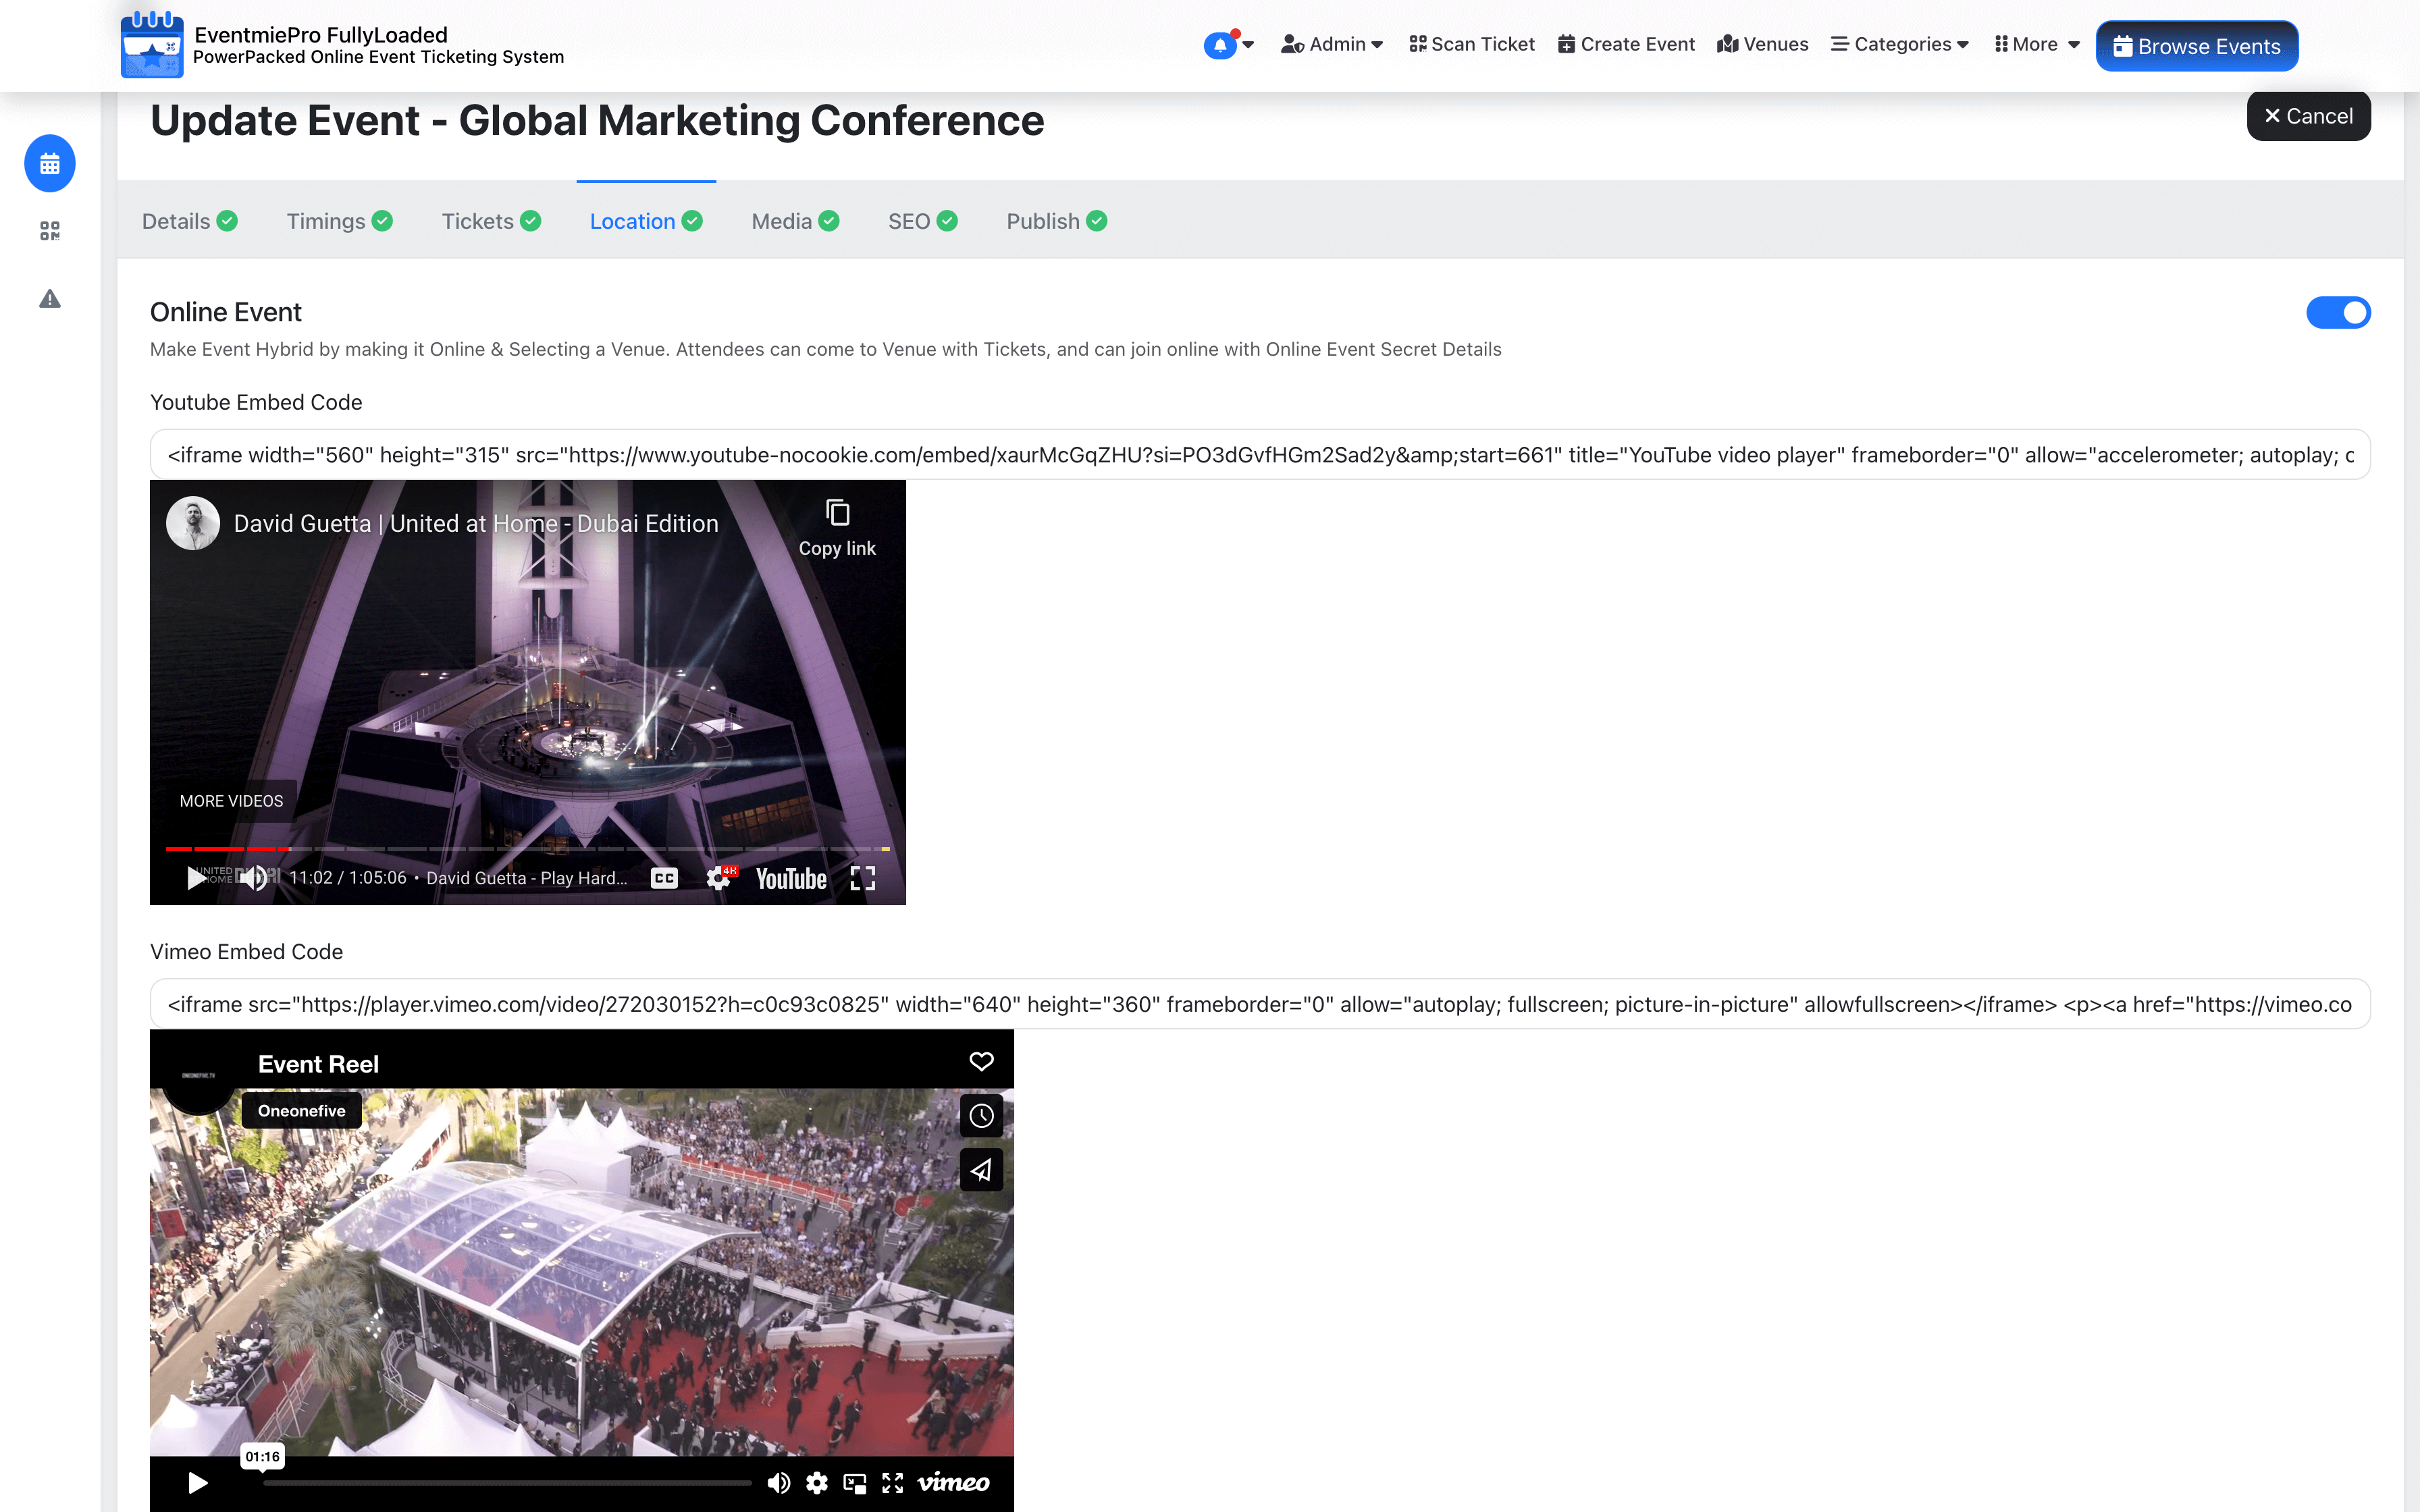 EventmiePro FullyLoaded
PowerPacked Online Event Ticketing System
Admin
Scan Ticket
Create Event
Venues
Categories
More
Browse Events
Update Event - Global Marketing Conference
Cancel
Details
Timings
Tickets
Location
Media
SEO
Publish
Online Event
Make Event Hybrid by making it Online & Selecting a Venue. Attendees can come to Venue with Tickets, and can join online with Online Event Secret Details
Youtube Embed Code
<iframe width="560" height="315" src="https://www.youtube-nocookie.com/embed/xaurMcGqZHU?si=PO3dGvfHGm2Sad2y&amp;start=661" title="YouTube video player" frameborder="0" allow="accelerometer; autoplay; c
David Guetta | United at Home - Dubai Edition
Copy link
MORE VIDEOS
11:02 / 1:05:06 • David Guetta - Play Hard...
CC
4K
YouTube
Vimeo Embed Code
<iframe src="https://player.vimeo.com/video/272030152?h=c0c93c0825" width="640" height="360" frameborder="0" allow="autoplay; fullscreen; picture-in-picture" allowfullscreen></iframe> <p><a href="https://vimeo.co
ONEONEFIVE.TV
Event Reel
Oneonefive
01:16
vimeo